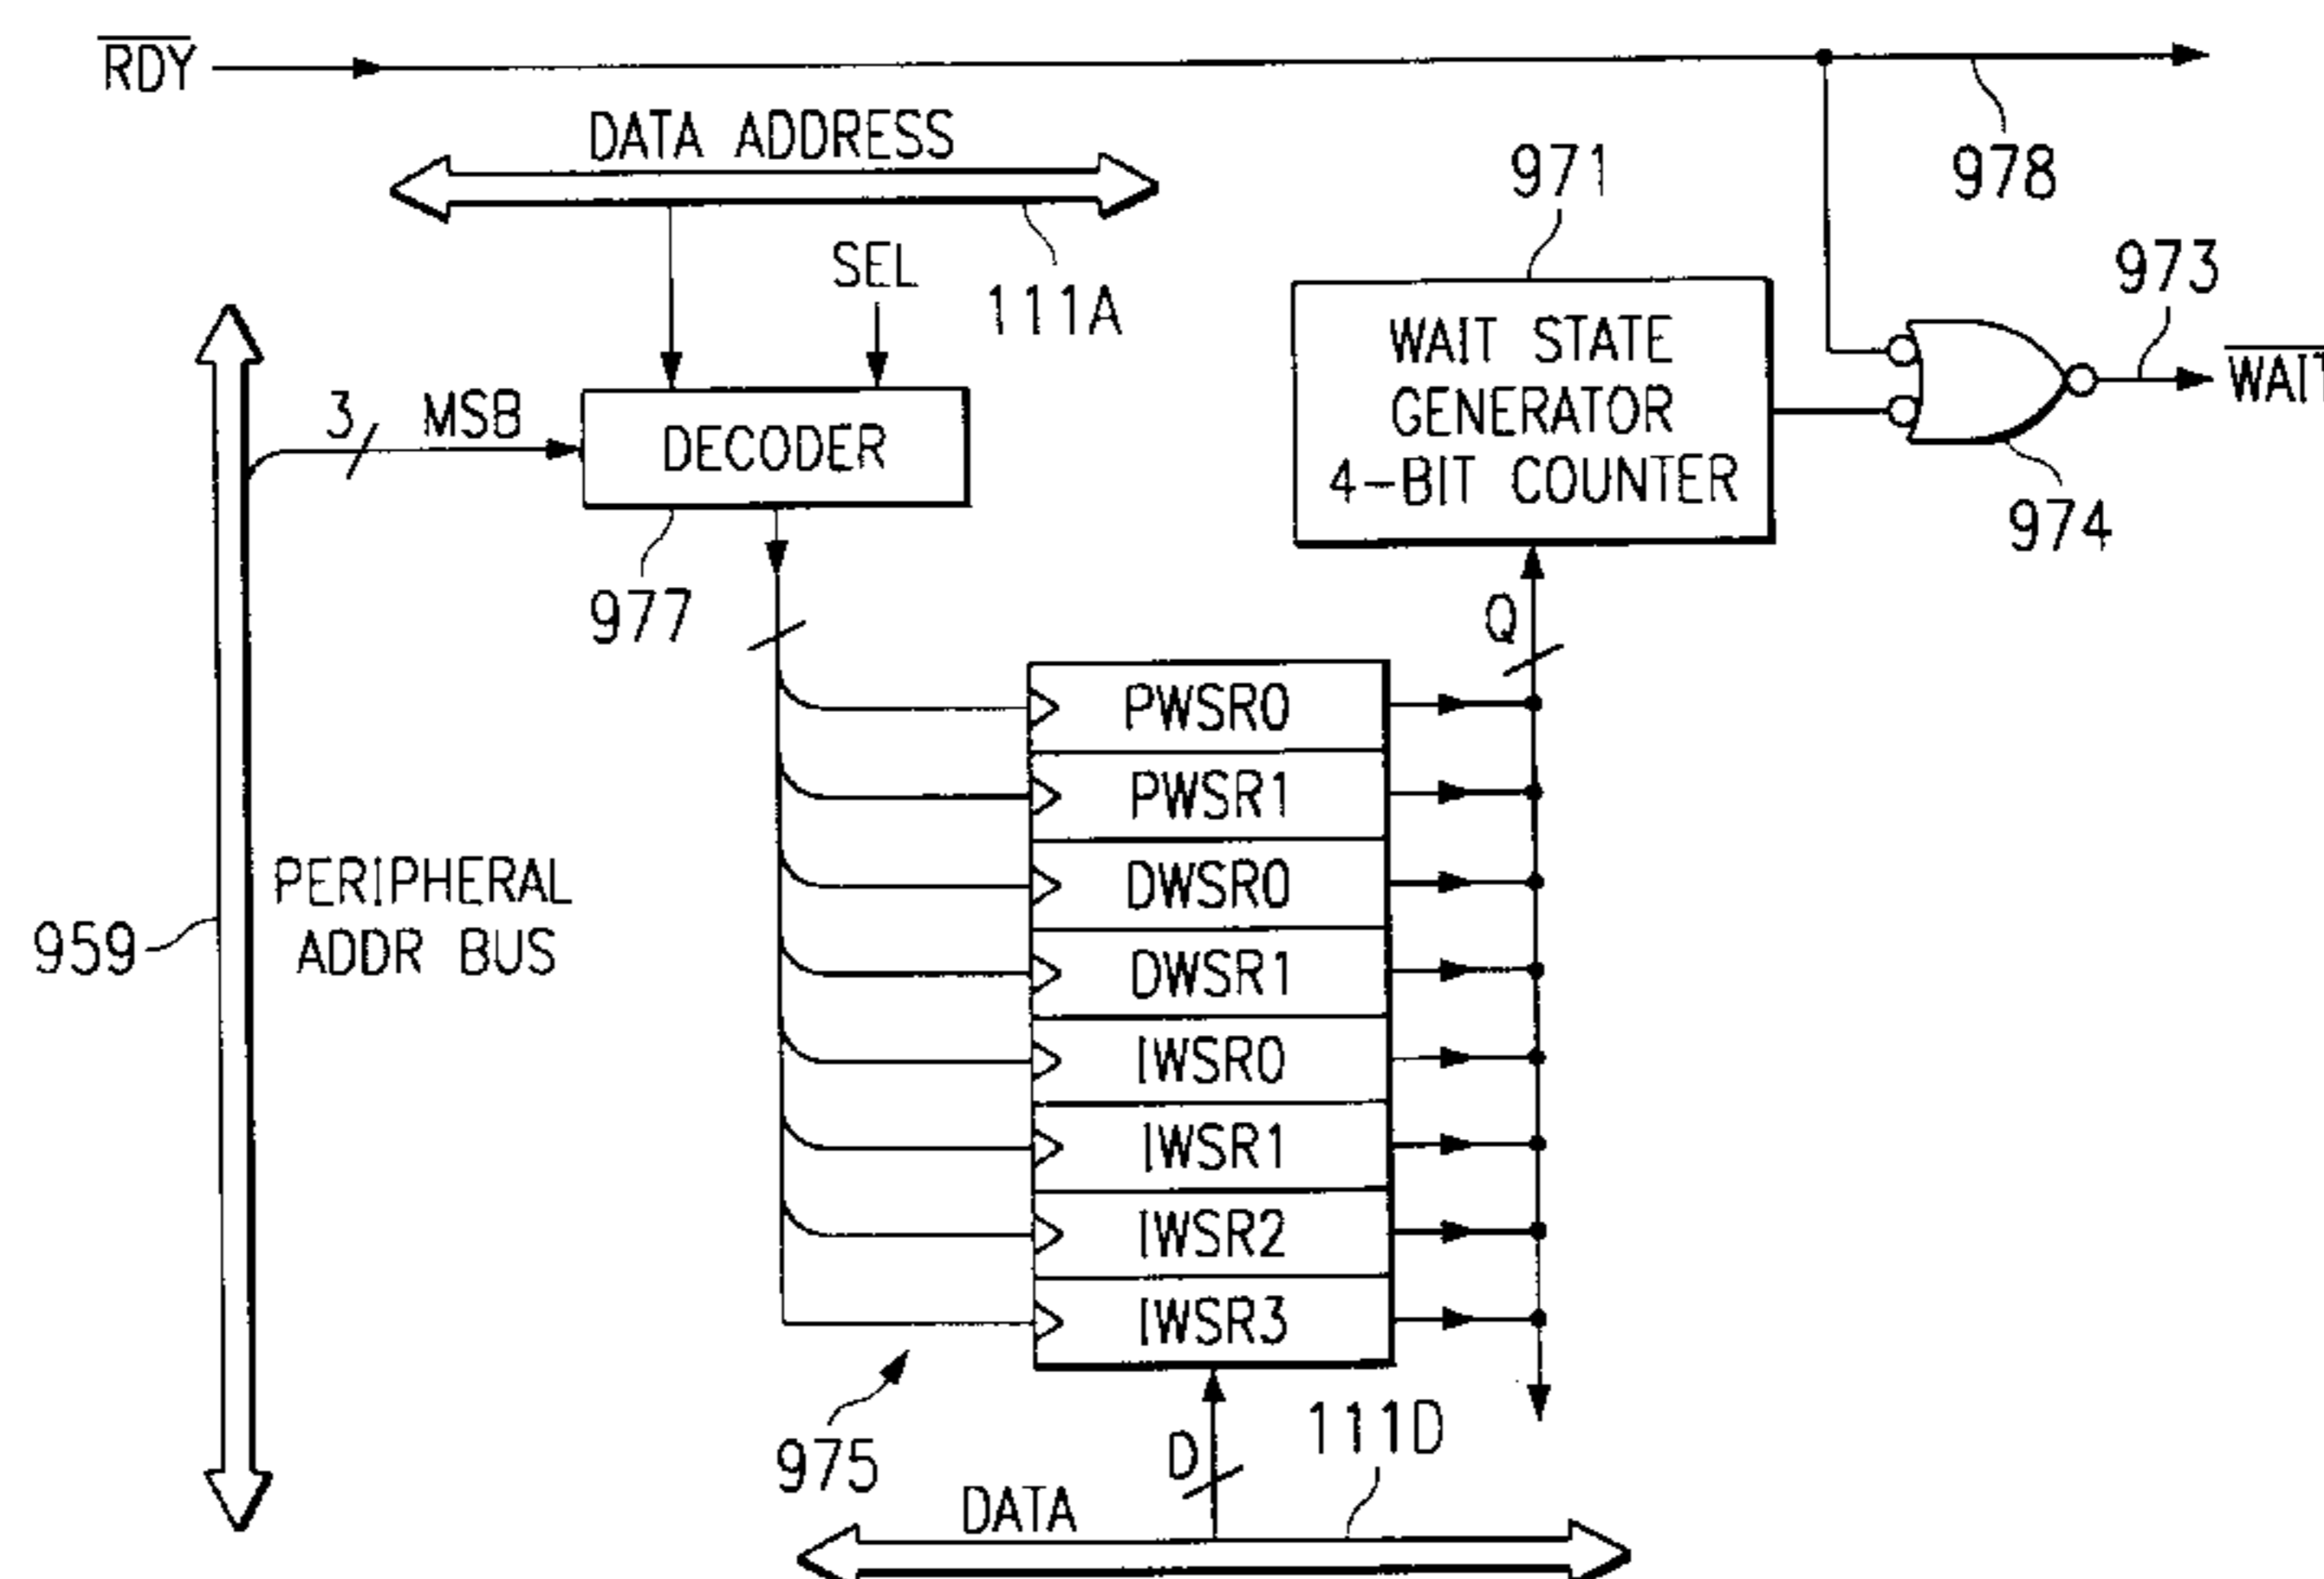 RDY
DATA ADDRESS
971
978
SEL
111A
973
WAIT STATE
GENERATOR
4-BIT COUNTER
WAIT
3
MSB
DECODER
974
977
Q
PWSR0
PWSR1
DWSR0
DWSR1
IWSR0
IWSR1
IWSR2
IWSR3
PERIPHERAL
ADDR BUS
959
975
D
111D
DATA